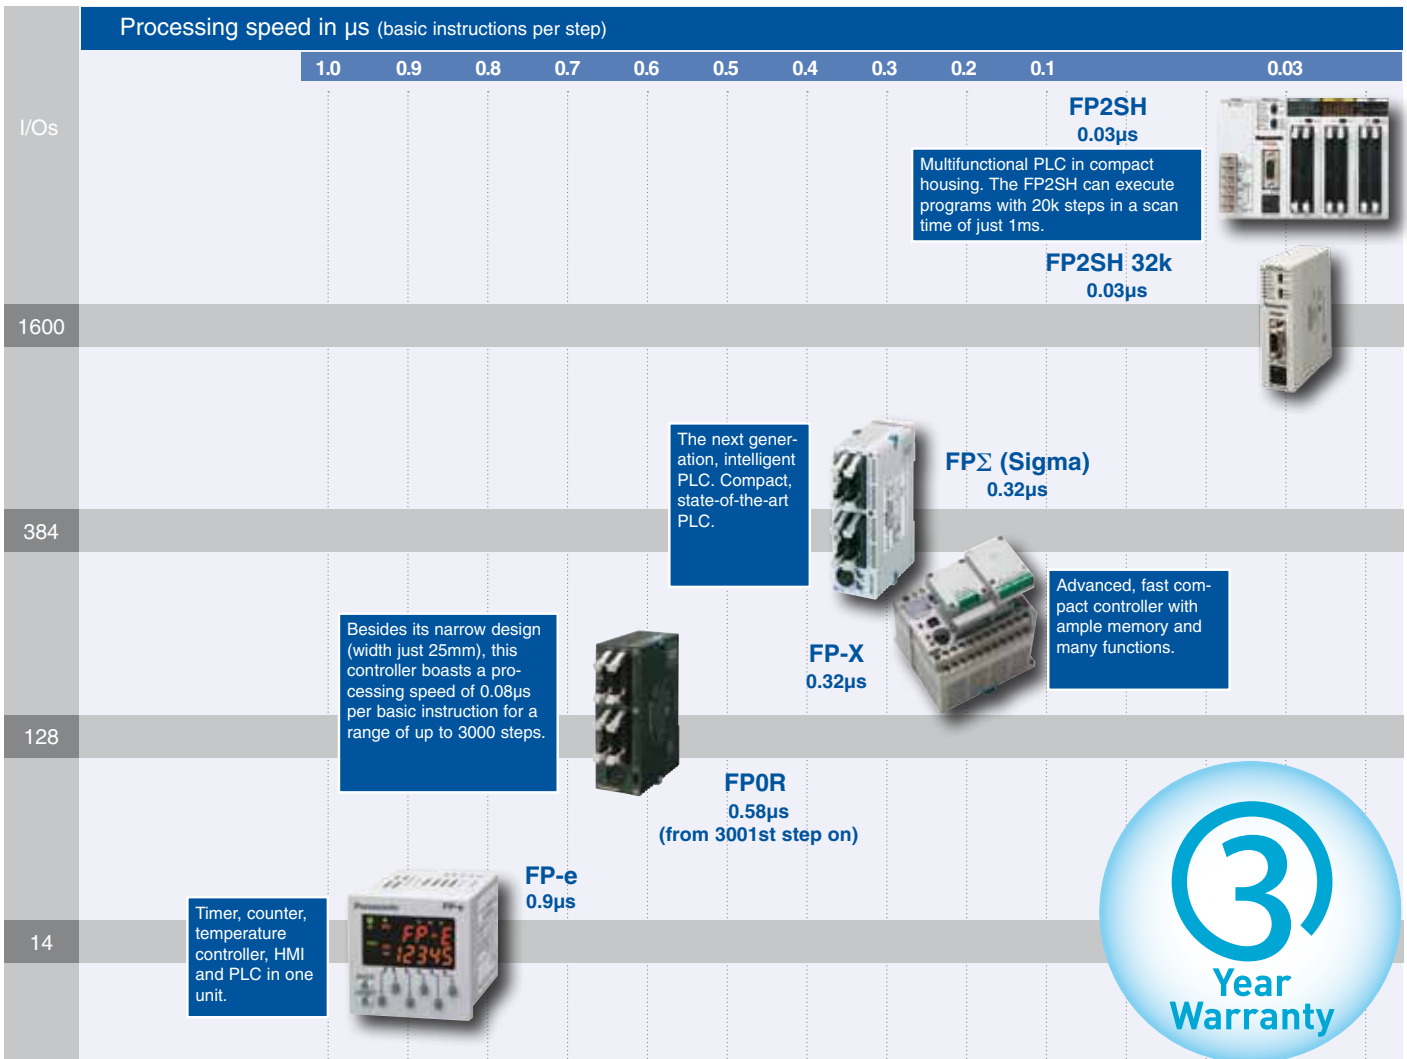 Processing speed in µs (basic instructions per step)
1.0 0.9 0.8 0.7 0.6 0.5 0.4 0.3 0.2 0.1 0.03
I/Os
FP2SH
0.03µs
Multifunctional PLC in compact
housing. The FP2SH can execute
programs with 20k steps in a scan
time of just 1ms.
FP2SH 32k
0.03µs
1600
The next gener-
ation, intelligent
PLC. Compact,
state-of-the-art
PLC.
FPΣ (Sigma)
0.32µs
384
Advanced, fast com-
pact controller with
ample memory and
many functions.
FP-X
0.32µs
Besides its narrow design
(width just 25mm), this
controller boasts a pro-
cessing speed of 0.08µs
per basic instruction for a
range of up to 3000 steps.
128
FP0R
0.58µs
(from 3001st step on)
FP-e
0.9µs
Timer, counter,
temperature
controller, HMI
and PLC in one
unit.
Panasonic FP-e
FP-E
12345
14
3
Year
Warranty